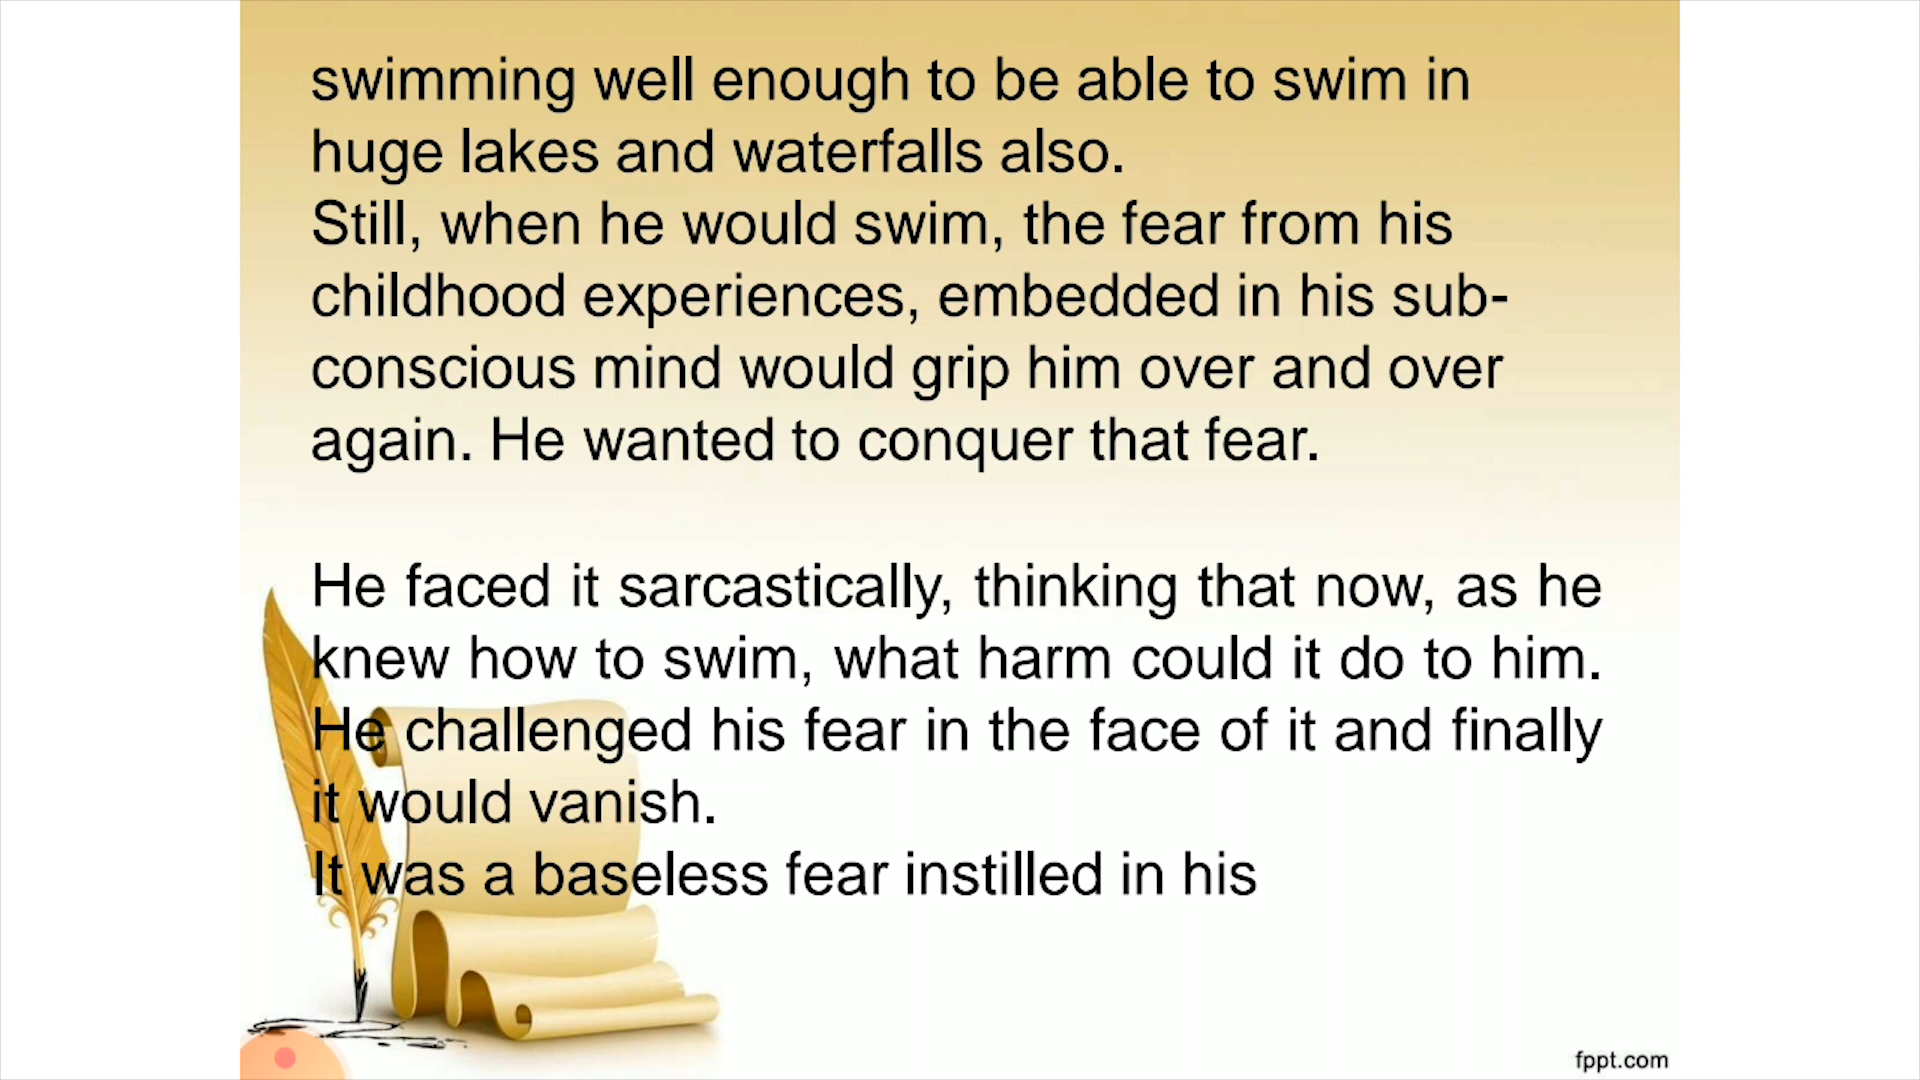 swimming well enough to be able to swim in
huge lakes and waterfalls also.
Still, when he would swim, the fear from his
childhood experiences, embedded in his sub-
conscious mind would grip him over and over
again. He wanted to conquer that fear.
He faced it sarcastically, thinking that now, as he
knew how to swim, what harm could it do to him.
He challenged his fear in the face of it and finally
it would vanish.
It was a baseless fear instilled in his
fppt.com